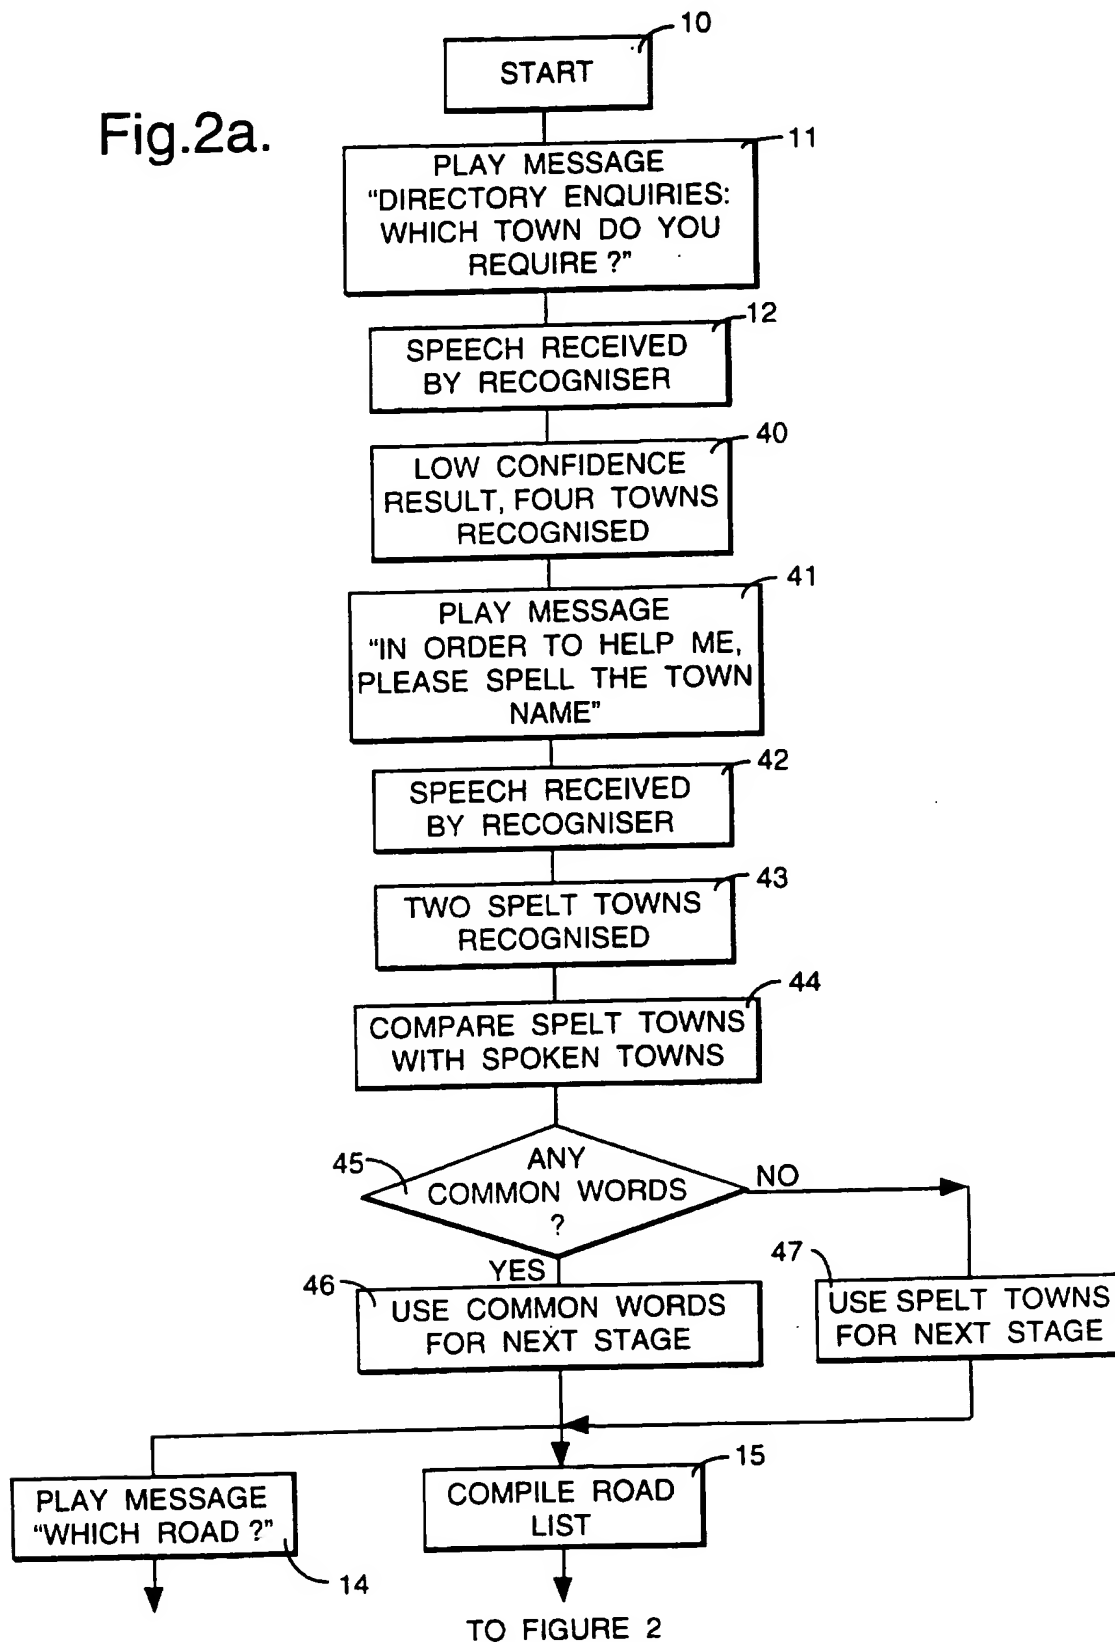 Fig.2a.
10
START
11
PLAY MESSAGE
“DIRECTORY ENQUIRIES:
WHICH TOWN DO YOU
REQUIRE ?”
12
SPEECH RECEIVED
BY RECOGNISER
40
LOW CONFIDENCE
RESULT, FOUR TOWNS
RECOGNISED
41
PLAY MESSAGE
“IN ORDER TO HELP ME,
PLEASE SPELL THE TOWN
NAME”
42
SPEECH RECEIVED
BY RECOGNISER
43
TWO SPELT TOWNS
RECOGNISED
44
COMPARE SPELT TOWNS
WITH SPOKEN TOWNS
45
ANY
COMMON WORDS
?
NO
YES
46
USE COMMON WORDS
FOR NEXT STAGE
47
USE SPELT TOWNS
FOR NEXT STAGE
PLAY MESSAGE
“WHICH ROAD ?”
14
15
COMPILE ROAD
LIST
TO FIGURE 2